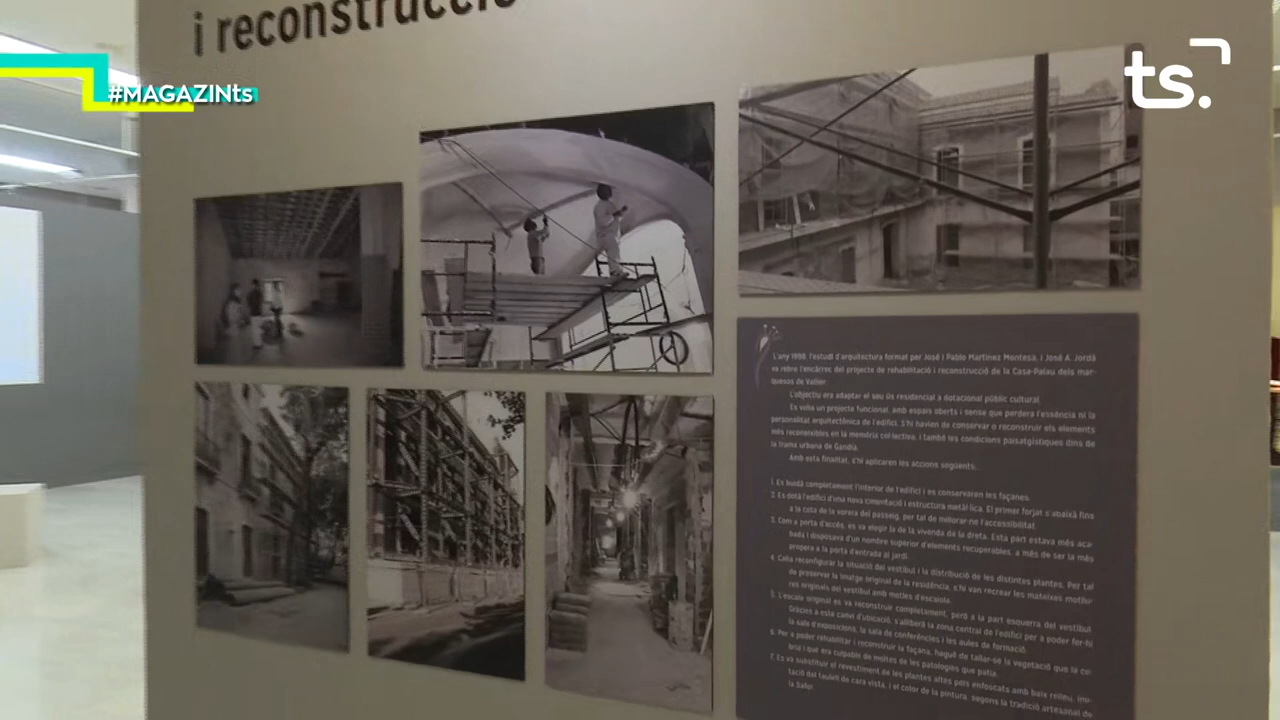 i reconstrucció
#MAGAZINts
ts.
L'any 1998, l'estudi d'arquitectura format per José i Pablo Martínez Montesa, i José A. Jordà
va rebre l'encàrrec del projecte de rehabilitació i reconstrucció de la Casa-Palau dels mar-
quesos de Vallier.
L'objectiu era adaptar el seu ús residencial a dotacional públic cultural.
Es volia un projecte funcional, amb espais oberts i sense que perdera l'essència ni la
personalitat arquitectònica de l'edifici. S'hi havien de conservar o reconstruir els elements
més recone­ixibles en la memòria col·lectiva, i també les condicions paisatgístiques dins de
la trama urbana de Gandia.
Amb esta finalitat, s'hi aplicaren les accions següents:
1. Es buidà completament l'interior de l'edifici i es conservaren les façanes.
2. Es dotà l'edifici d'una nova cimentació i estructura metàl·lica. El primer forjat s'abaixà fins
a la cota de la vorera del passeig, per tal de millorar-ne l'accessibilitat.
3. Com a porta d'accés, es va elegir la de la vivenda de la dreta. Esta part estava més aca-
bada i disposava d'un nombre superior d'elements recuperables, a més de ser la més
propera a la porta d'entrada al jardí.
4. Calia reconfigurar la situació del vestíbul i la distribució de les distintes plantes. Per tal
de preservar la imatge original de la residència, s'hi van recrear les mateixes motlu-
res originals del vestíbul amb motles d'escaiola.
5. L'escala original es va reconstruir completament, però a la part esquerra del vestíbul.
Gràcies a este canvi d'ubicació, s'alliberà la zona central de l'edifici per a poder fer-hi
la sala d'exposicions, la sala de conferències i les aules de formació.
6. Per a poder rehabilitar i reconstruir la façana, hagué de tallar-se la vegetació que la co-
bria i que era culpable de moltes de les patologies que patia.
7. Es va substituir el revestiment de les plantes altes pels enfoscats amb baix relleu, imi-
tació del taulell de cara vista, i el color de la pintura, segons la tradició artesanal de
la Safor.